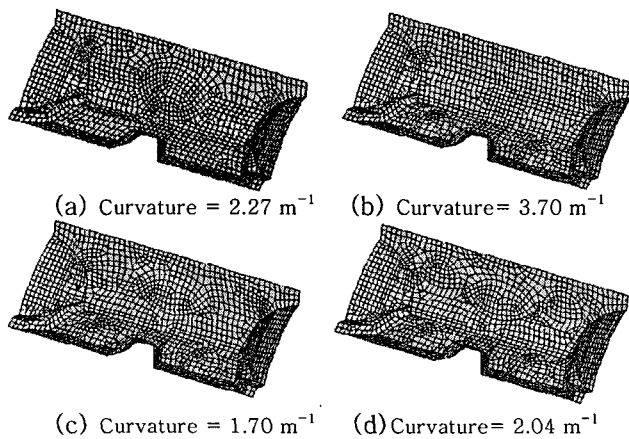 (a) Curvature = 2.27 m⁻¹
(b) Curvature= 3.70 m⁻¹
(c) Curvature = 1.70 m⁻¹
(d)Curvature= 2.04 m⁻¹